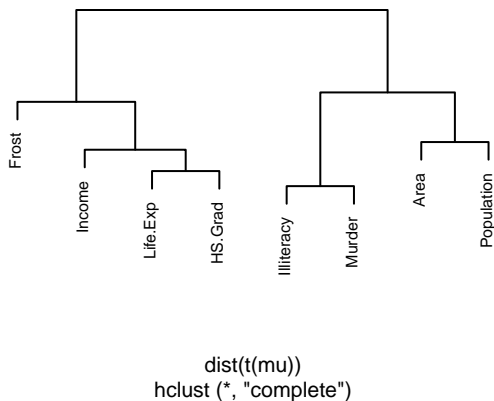 Frost
Income
Life.Exp
HS.Grad
Illiteracy
Murder
Area
Population
dist(t(mu))
hclust (*, "complete")